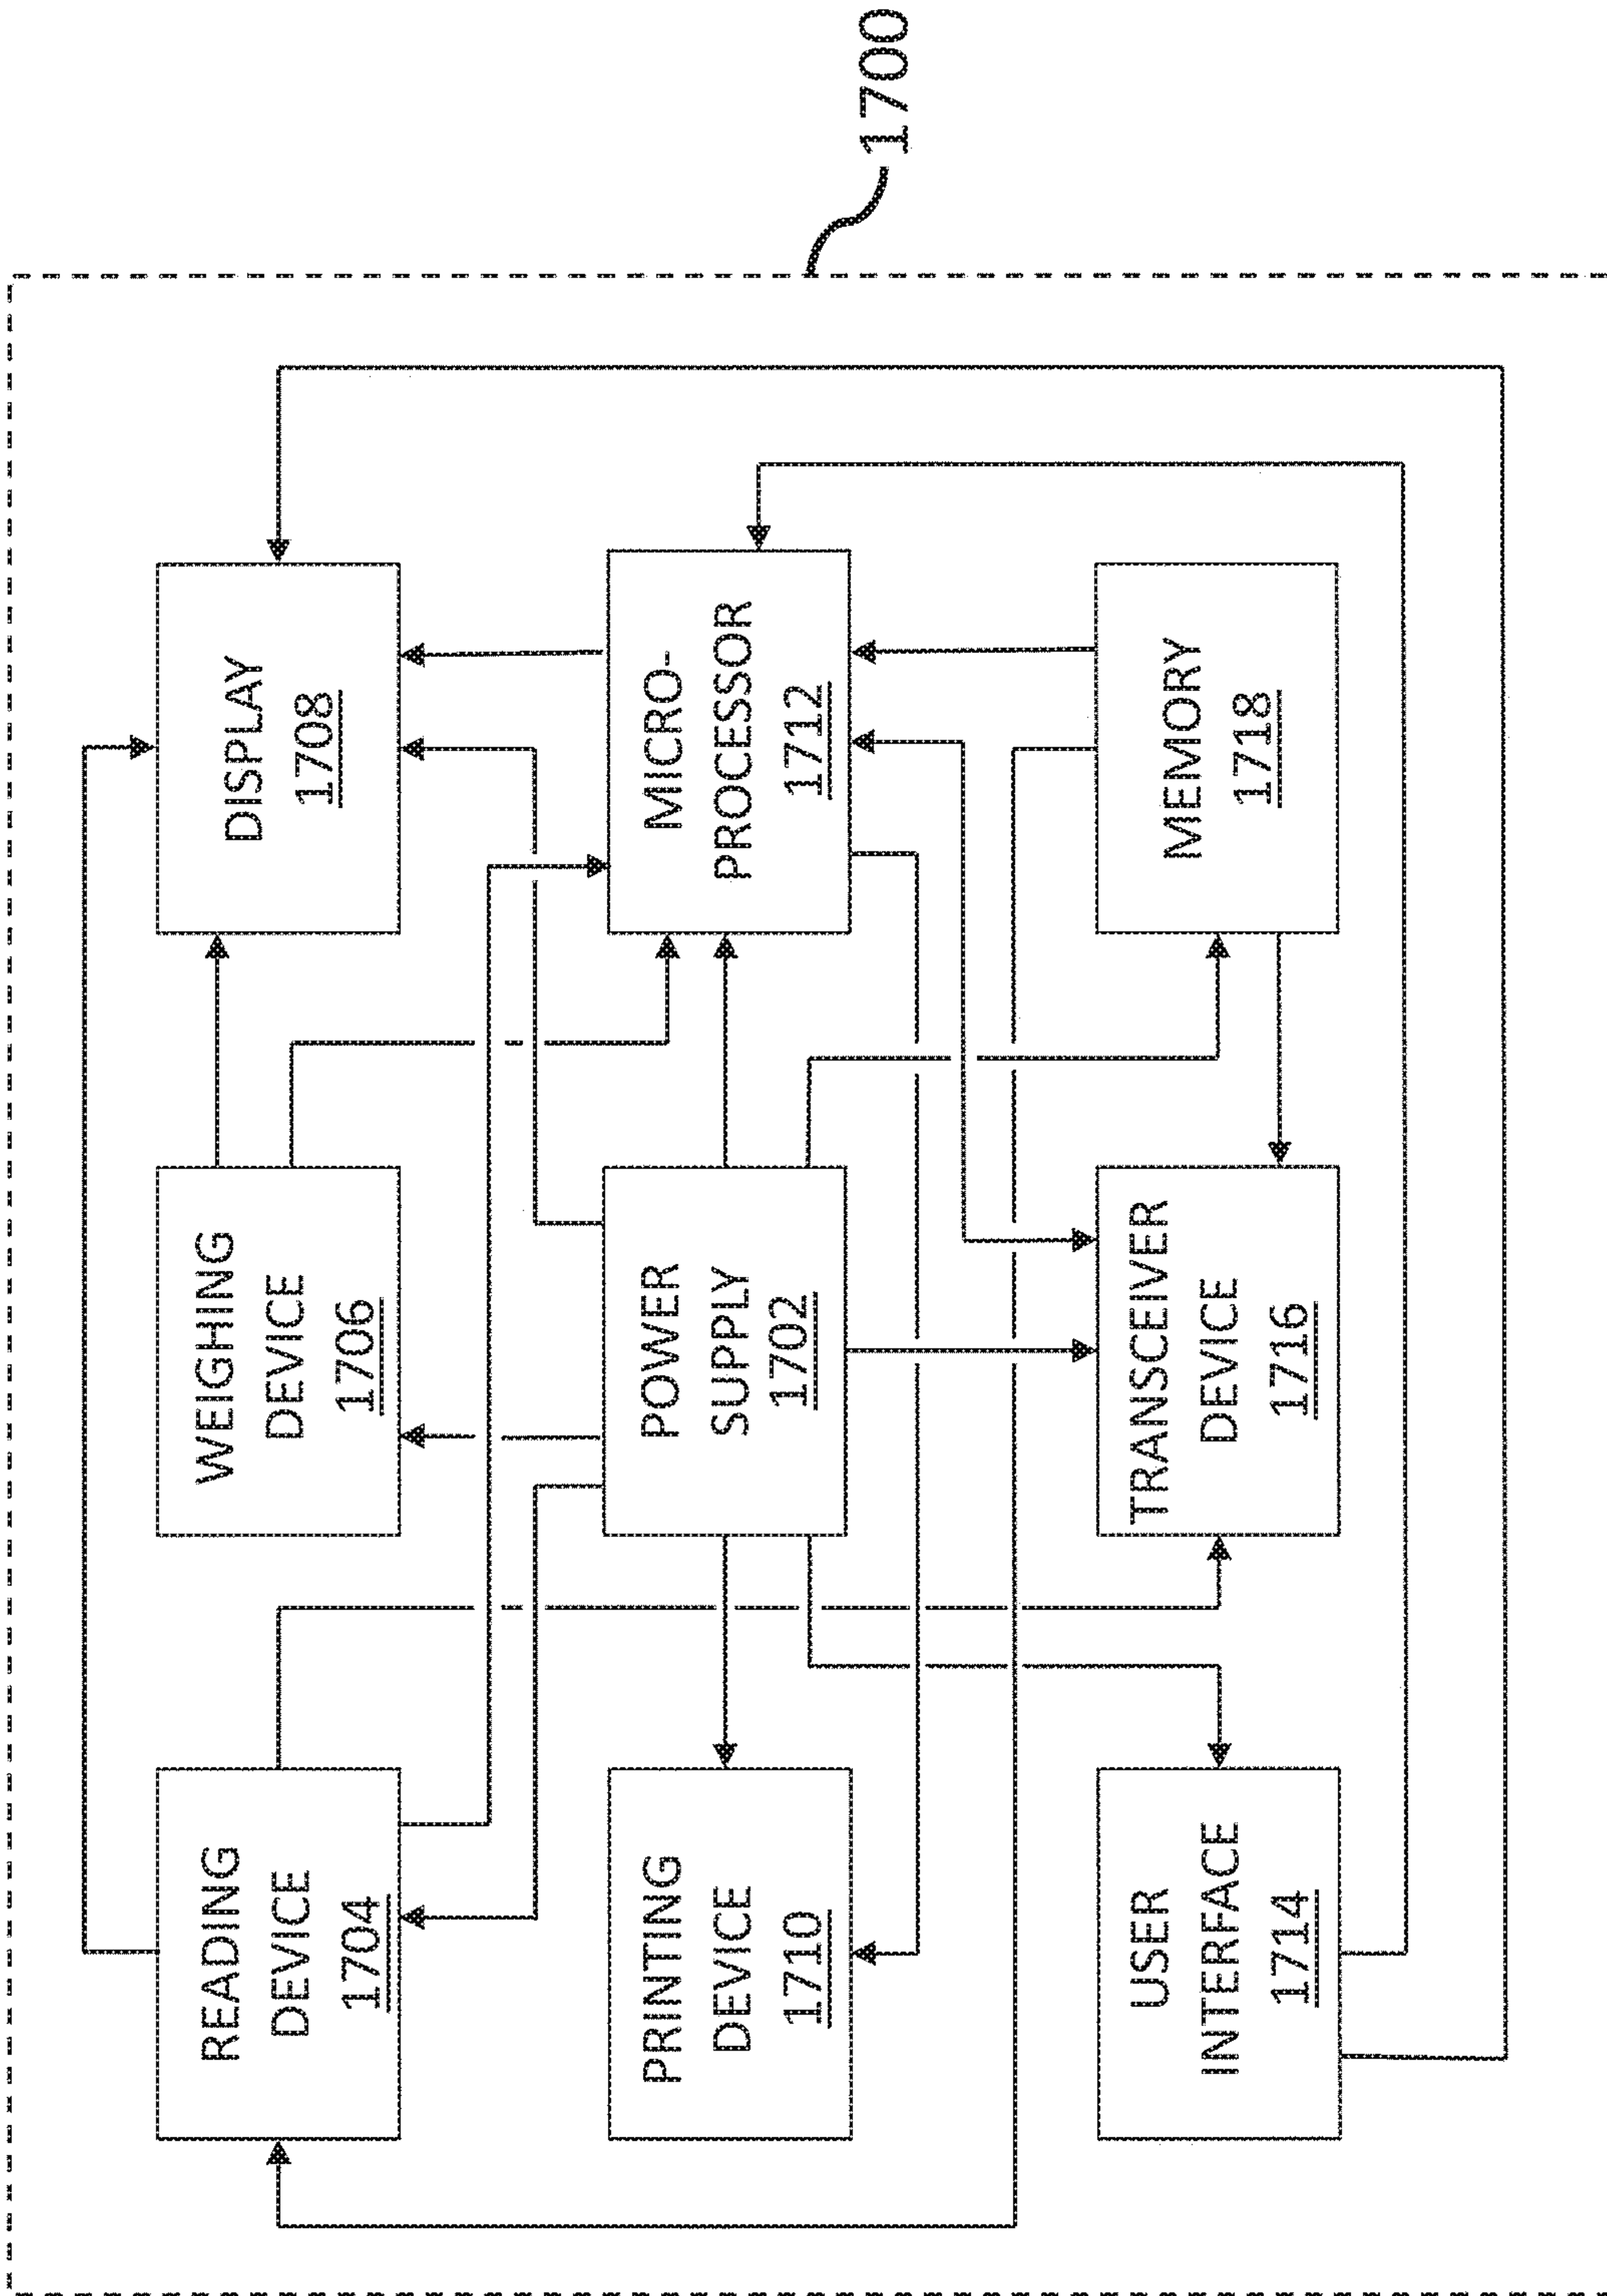 READING
DEVICE
1704
WEIGHING
DEVICE
1706
DISPLAY
1708
PRINTING
DEVICE
1710
POWER
SUPPLY
1702
MICRO-
PROCESSOR
1712
USER
INTERFACE
1714
TRANSCEIVER
DEVICE
1716
MEMORY
1718
1700